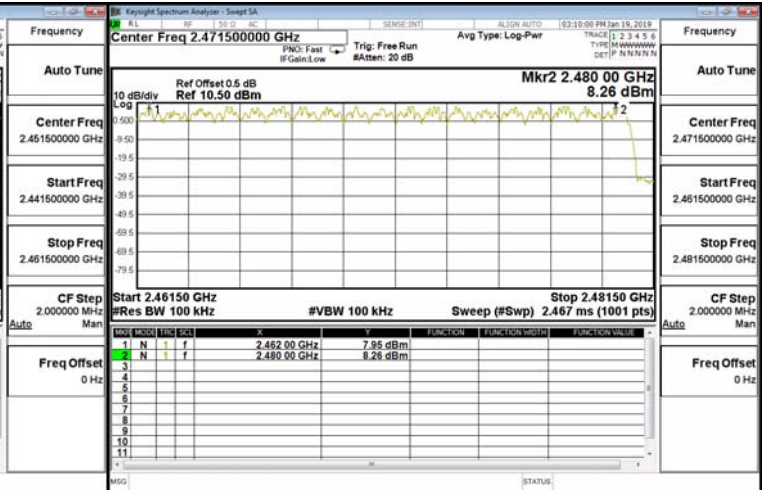 Keysight Spectrum Analyzer - Swept SA
RL RF 50 Ω AC SENSE:INT ALIGN AUTO 03:10:00 PM Jan 19, 2019
Center Freq 2.471500000 GHz
PNO: Fast
IFGain:Low
Trig: Free Run
#Atten: 20 dB
Avg Type: Log-Pwr
TRACE 1 2 3 4 5 6
TYPE M WWWWW
DET P N N N N N
Ref Offset 0.5 dB
10 dB/div Ref 10.50 dBm
Log
Mkr2 2.480 00 GHz
8.26 dBm
1
2
0.500
-9.50
-19.5
-29.5
-39.5
-49.5
-59.5
-69.5
-79.5
Start 2.46150 GHz
Stop 2.48150 GHz
#Res BW 100 kHz
#VBW 100 kHz
Sweep (#Swp) 2.467 ms (1001 pts)
MKR MODE TRC SCL X Y FUNCTION FUNCTION WIDTH FUNCTION VALUE
1 N 1 f 2.462 00 GHz 7.95 dBm
2 N 1 f 2.480 00 GHz 8.26 dBm
3
4
5
6
7
8
9
10
11
MSG
STATUS
Frequency
Auto Tune
Center Freq
2.451500000 GHz
Start Freq
2.441500000 GHz
Stop Freq
2.461500000 GHz
CF Step
2.000000 MHz
Auto Man
Freq Offset
0 Hz
Frequency
Auto Tune
Center Freq
2.471500000 GHz
Start Freq
2.461500000 GHz
Stop Freq
2.481500000 GHz
CF Step
2.000000 MHz
Auto Man
Freq Offset
0 Hz